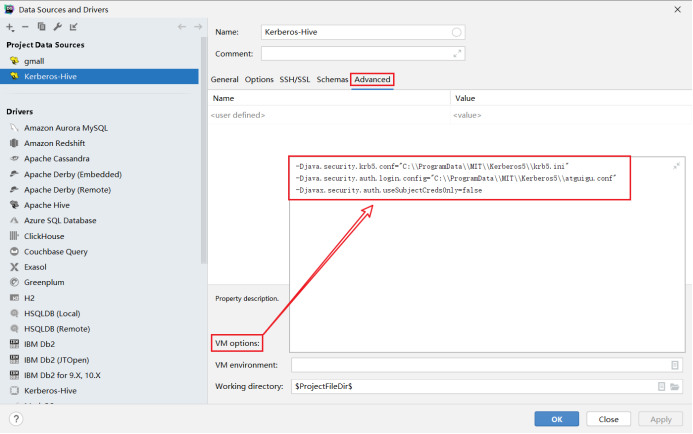 Data Sources and Drivers
Project Data Sources
gmall
Kerberos-Hive
Drivers
Amazon Aurora MySQL
Amazon Redshift
Apache Cassandra
Apache Derby (Embedded)
Apache Derby (Remote)
Apache Hive
Azure SQL Database
ClickHouse
Couchbase Query
Exasol
Greenplum
H2
HSQLDB (Local)
HSQLDB (Remote)
IBM Db2
IBM Db2 (JTOpen)
IBM Db2 for 9.X, 10.X
Kerberos-Hive
Name: Kerberos-Hive
Comment:
General Options SSH/SSL Schemas Advanced
Name Value
<user defined> <value>
-Djava.security.krb5.conf="C:\\ProgramData\\MIT\\Kerberos5\\krb5.ini"
-Djava.security.auth.login.config="C:\\ProgramData\\MIT\\Kerberos5\\atguigu.conf"
-Djavax.security.auth.useSubjectCredsOnly=false
Property description.
VM options:
VM environment:
Working directory: $ProjectFileDir$
? OK Close Apply